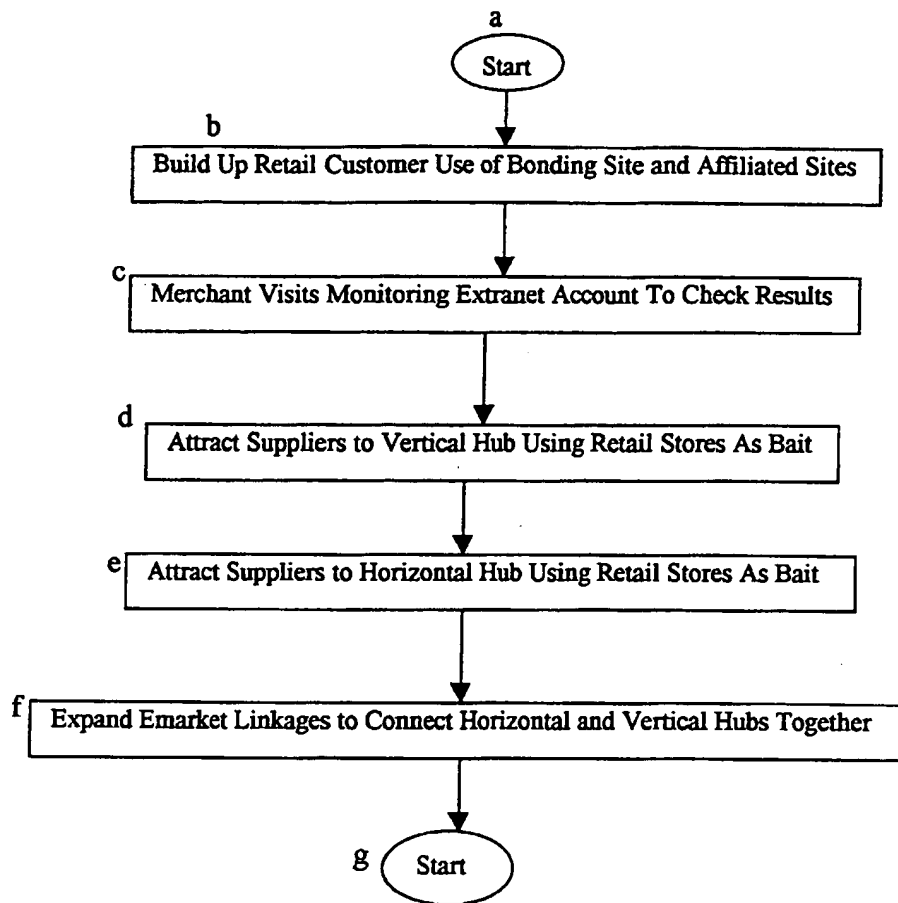 a
Start
b
Build Up Retail Customer Use of Bonding Site and Affiliated Sites
c
Merchant Visits Monitoring Extranet Account To Check Results
d
Attract Suppliers to Vertical Hub Using Retail Stores As Bait
e
Attract Suppliers to Horizontal Hub Using Retail Stores As Bait
f
Expand Emarket Linkages to Connect Horizontal and Vertical Hubs Together
g
Start